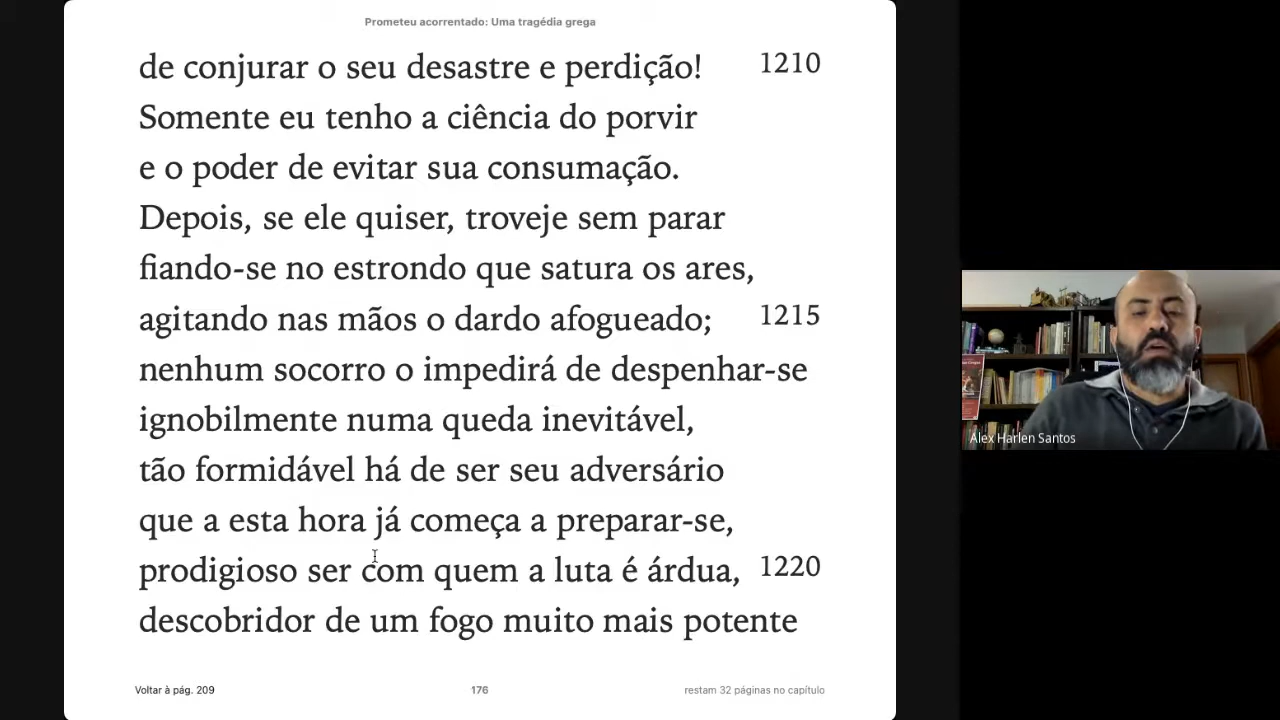 Prometeu acorrentado: Uma tragédia grega
de conjurar o seu desastre e perdição! 1210
Somente eu tenho a ciência do porvir
e o poder de evitar sua consumação.
Depois, se ele quiser, troveje sem parar
fiando-se no estrondo que satura os ares,
agitando nas mãos o dardo afogueado; 1215
nenhum socorro o impedirá de despenhar-se
ignobilmente numa queda inevitável,
tão formidável há de ser seu adversário
que a esta hora já começa a preparar-se,
prodigioso ser com quem a luta é árdua, 1220
descobridor de um fogo muito mais potente
Voltar à pág. 209 176 restam 32 páginas no capítulo
Alex Harlen Santos